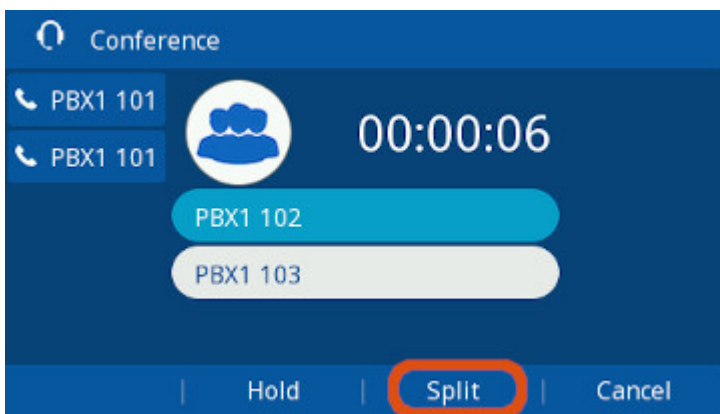 Conference
PBX1 101
PBX1 101
00:00:06
PBX1 102
PBX1 103
Hold
Split
Cancel